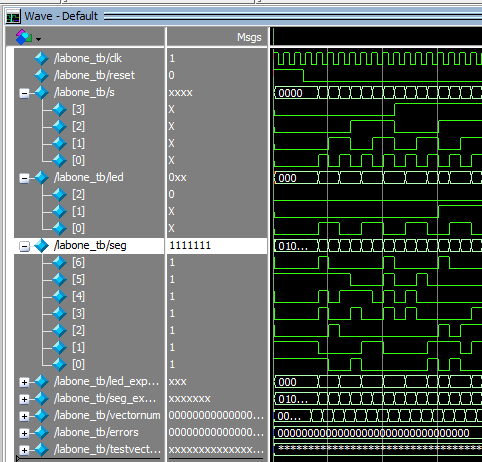 Wave - Default
Msgs
/labone_tb/clk 1
/labone_tb/reset 0
/labone_tb/s xxxx 0000
[3] X
[2] X
[1] X
[0] X
/labone_tb/led 0xx 000
[2] 0
[1] X
[0] X
/labone_tb/seg 1111111 010...
[6] 1
[5] 1
[4] 1
[3] 1
[2] 1
[1] 1
[0] 1
/labone_tb/led_exp... xxx 000
/labone_tb/seg_ex... xxxxxxx 010...
/labone_tb/vectornum 00000000000000... 00...
/labone_tb/errors 00000000000000... 00000000000000000000000000000000
/labone_tb/testvect... xxxxxxxxxxxxxx...